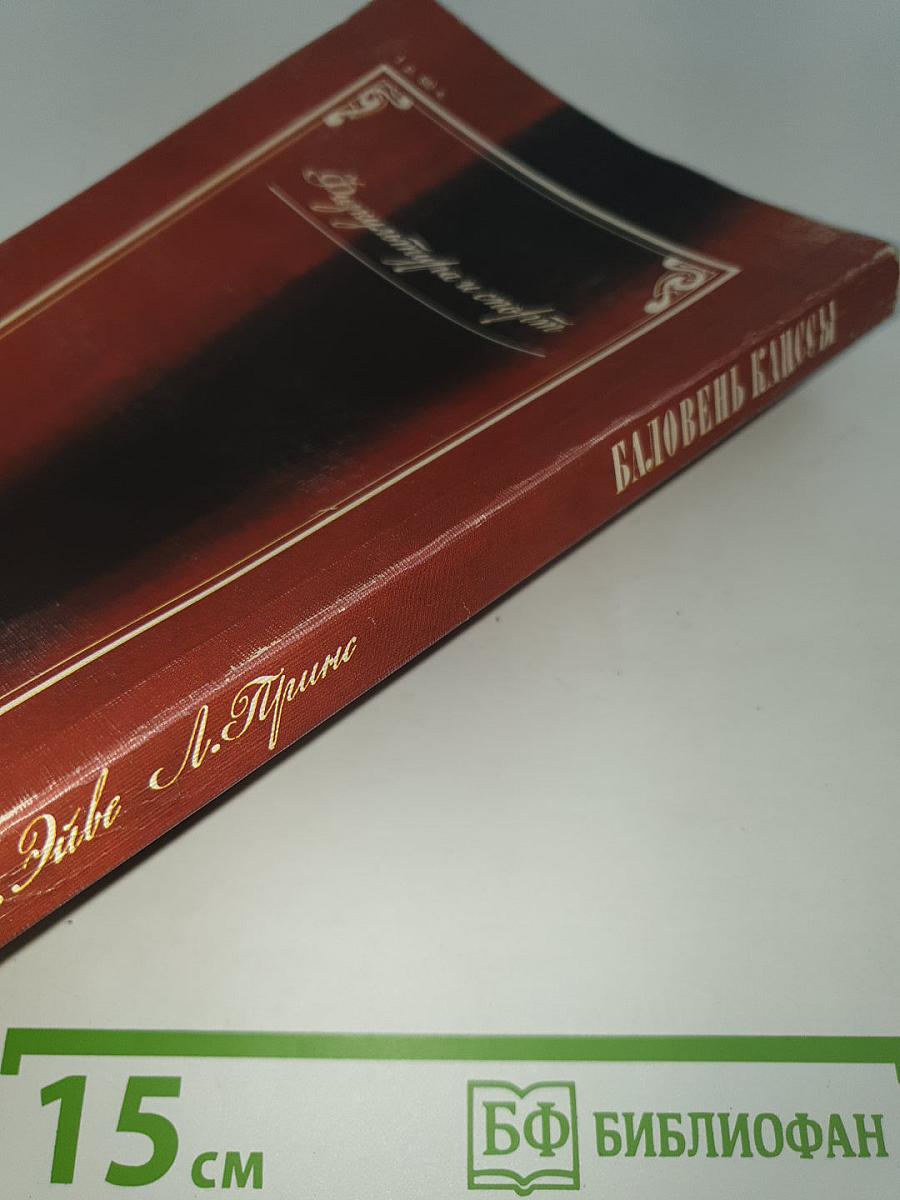 Физкультура и спорт
БАЛОВЕНЬ КАИССЫ
. Эйве Л. Принс
15 см
БФ БИБЛИОФАН